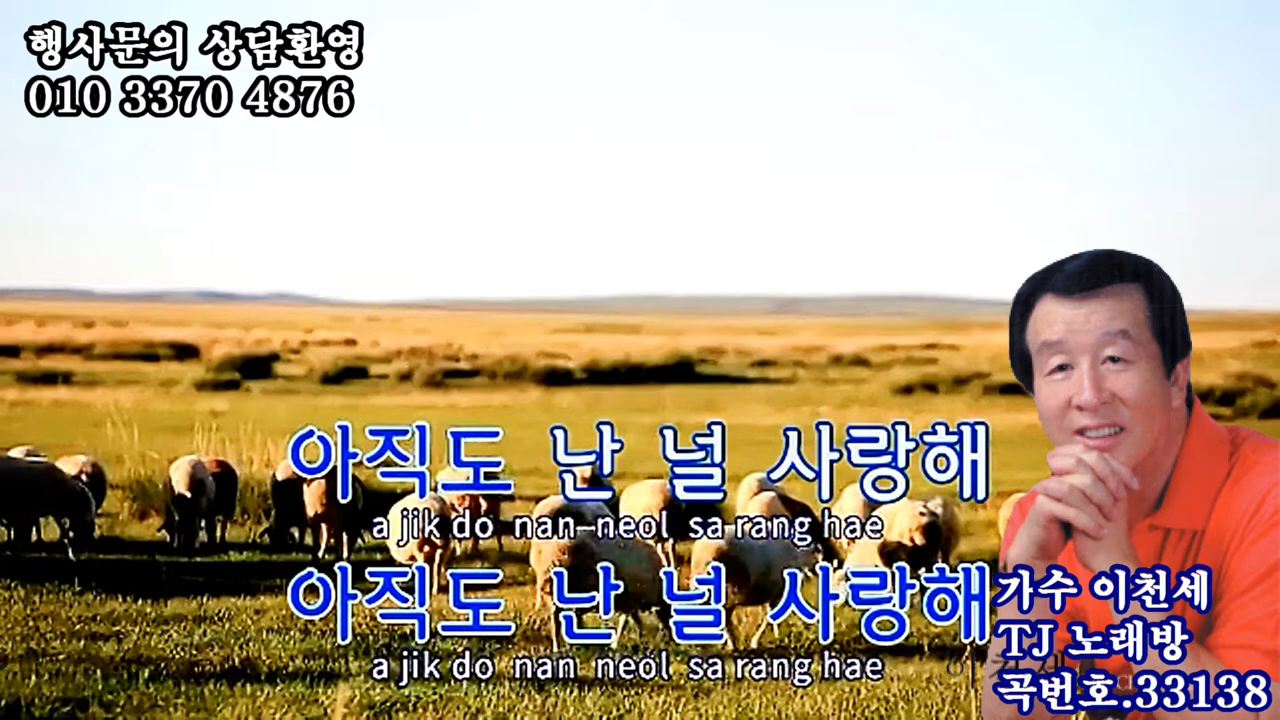 행사문의 상담환영
010 3370 4876
아직도 난 널 사랑해
a jik do nan neol sa rang hae
아직도 난 널 사랑해
a jik do nan neol sa rang hae
가수 이천세
TJ 노래방
곡번호.33138